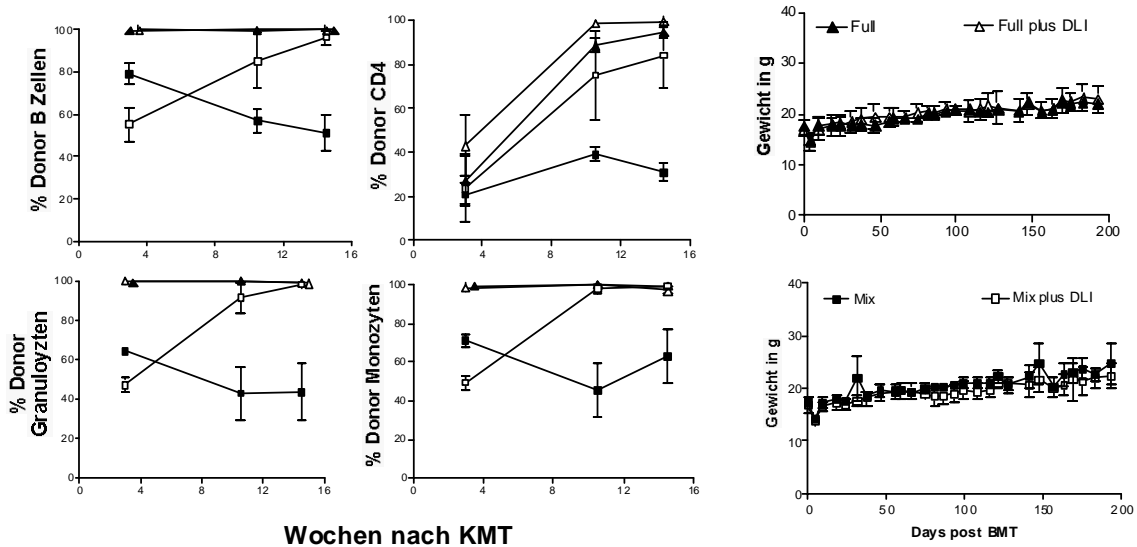 % Donor B Zellen
100
80
60
40
20
0
0 4 8 12 16
% Donor CD4
100
80
60
40
20
0
0 4 8 12 16
Full
Full plus DLI
Gewicht in g
40
30
20
10
0
0 50 100 150 200
% Donor
Granuloyzten
100
80
60
40
20
0
0 4 8 12 16
% Donor Monozyten
100
80
60
40
20
0
0 4 8 12 16
Mix
Mix plus DLI
Gewicht in g
40
30
20
10
0
0 50 100 150 200
Days post BMT
Wochen nach KMT